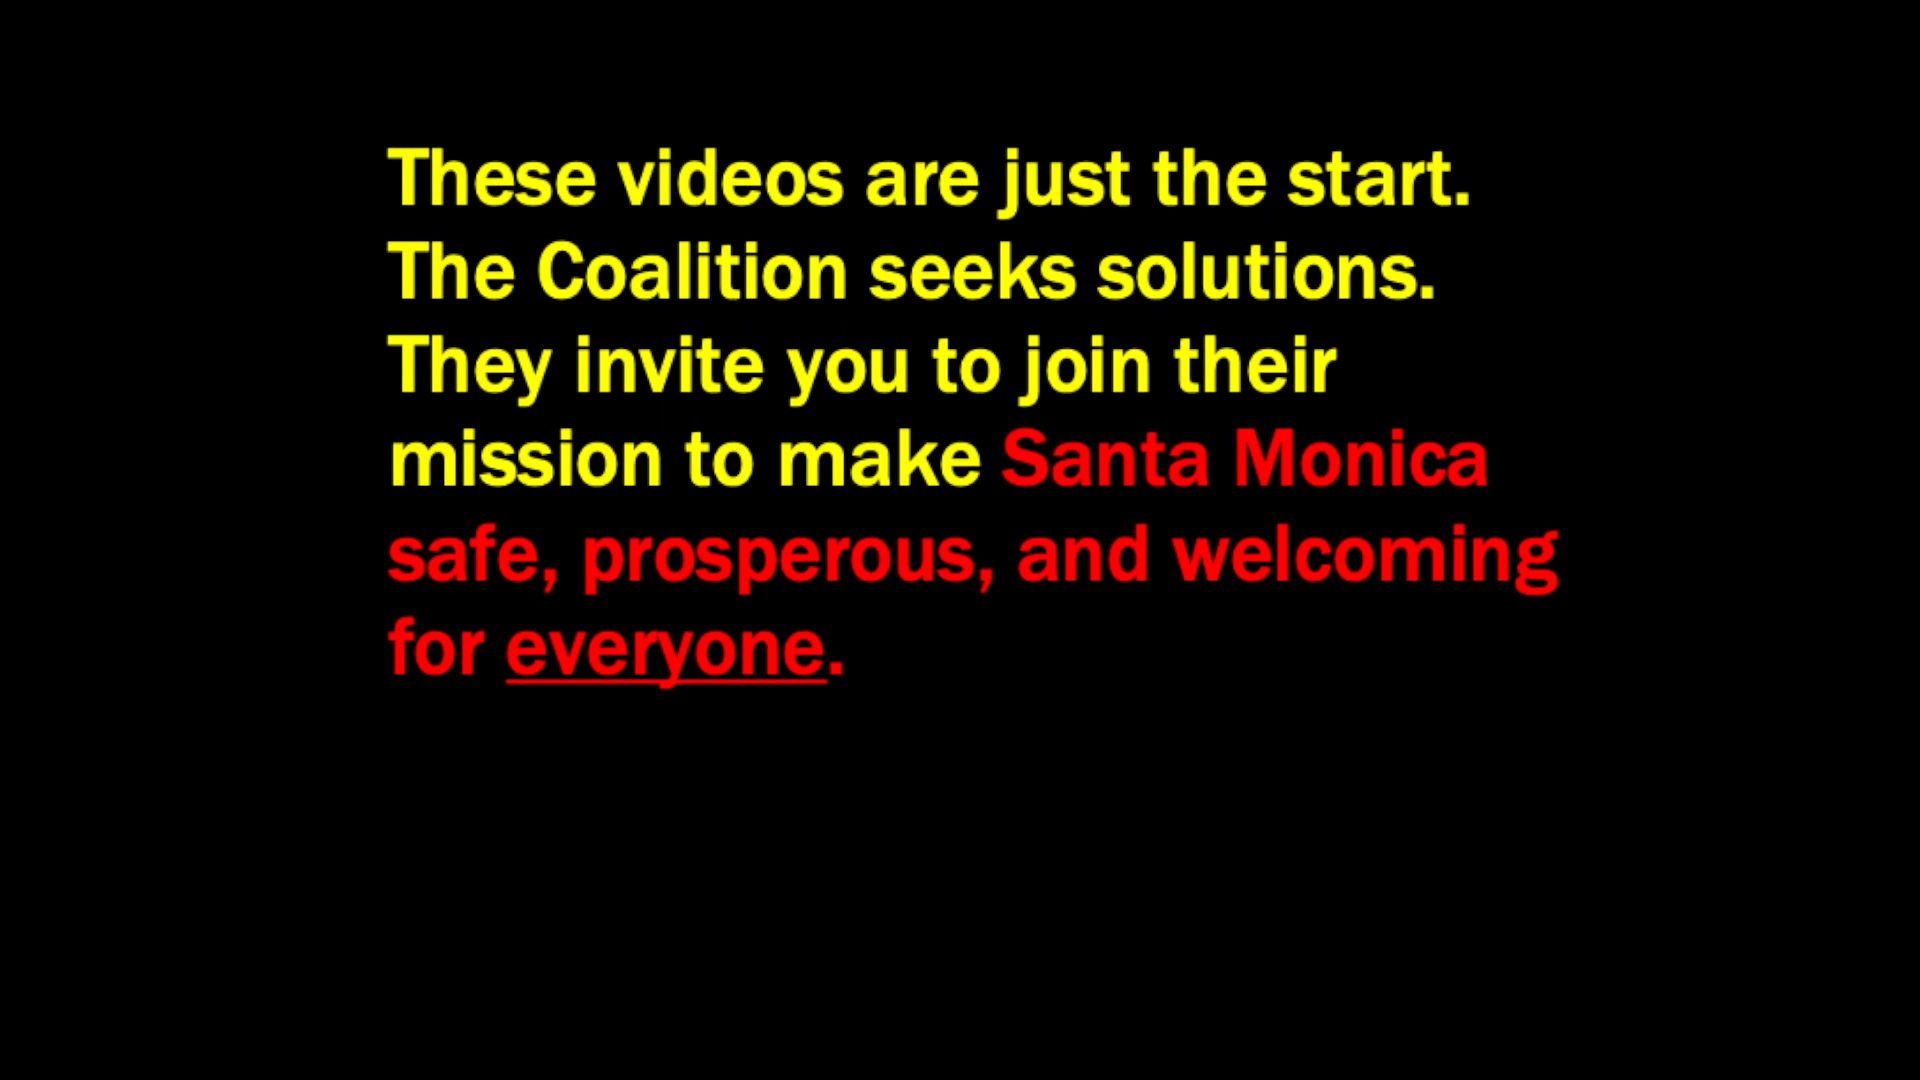 These videos are just the start.
The Coalition seeks solutions.
They invite you to join their
mission to make Santa Monica
safe, prosperous, and welcoming
for everyone.